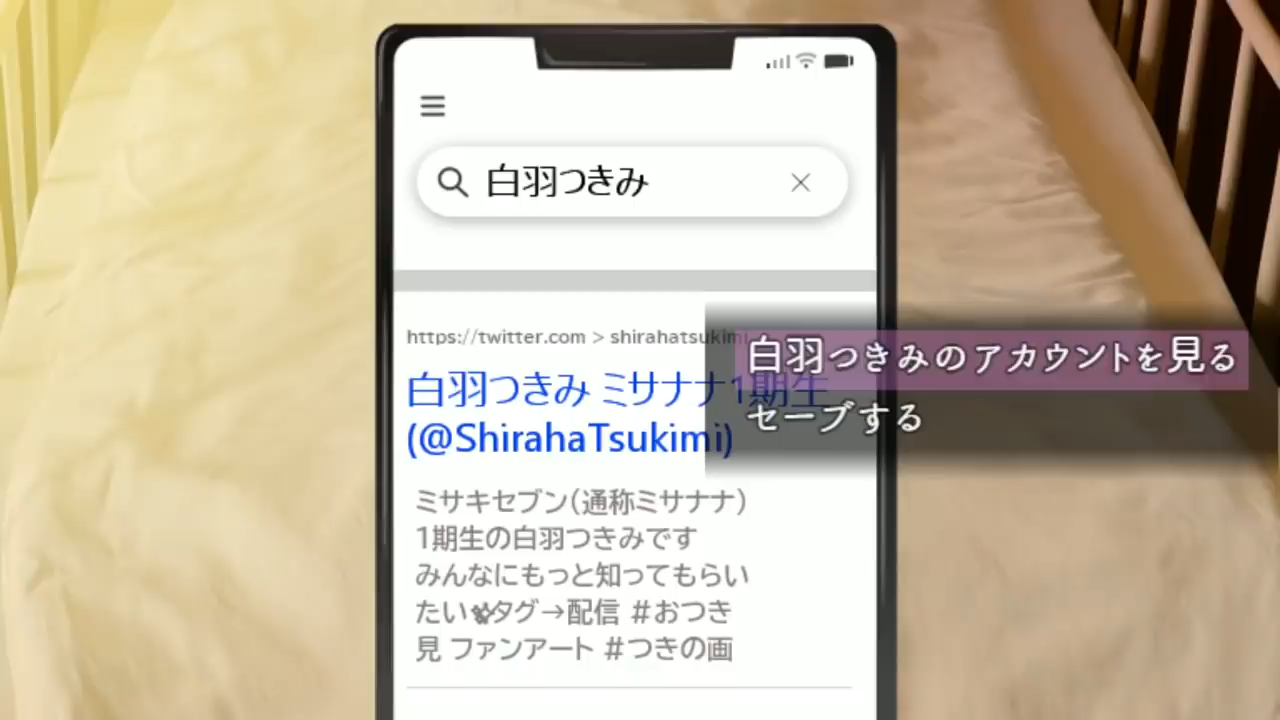 白羽つきみ
https://twitter.com > shirahatsukimi
白羽つきみ ミサナナ1期生
(@ShirahaTsukimi)
白羽つきみのアカウントを見る
セーブする
ミサキセブン(通称ミサナナ)
1期生の白羽つきみです
みんなにもっと知ってもらい
たい タグ→配信 #おつき
見 ファンアート #つきの画